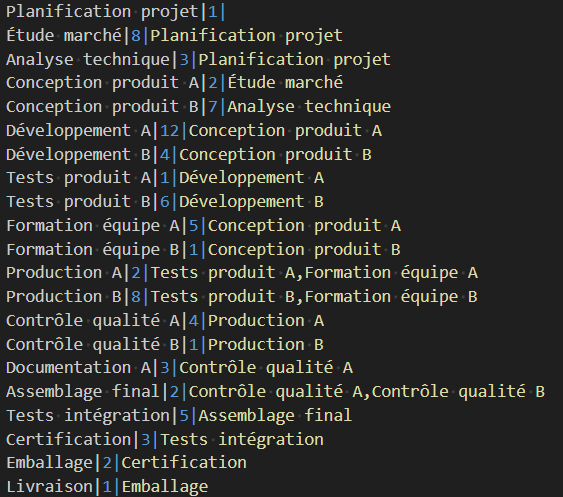 Planification projet|1|
Étude marché|8|Planification projet
Analyse technique|3|Planification projet
Conception produit A|2|Étude marché
Conception produit B|7|Analyse technique
Développement A|12|Conception produit A
Développement B|4|Conception produit B
Tests produit A|1|Développement A
Tests produit B|6|Développement B
Formation équipe A|5|Conception produit A
Formation équipe B|1|Conception produit B
Production A|2|Tests produit A,Formation équipe A
Production B|8|Tests produit B,Formation équipe B
Contrôle qualité A|4|Production A
Contrôle qualité B|1|Production B
Documentation A|3|Contrôle qualité A
Assemblage final|2|Contrôle qualité A,Contrôle qualité B
Tests intégration|5|Assemblage final
Certification|3|Tests intégration
Emballage|2|Certification
Livraison|1|Emballage